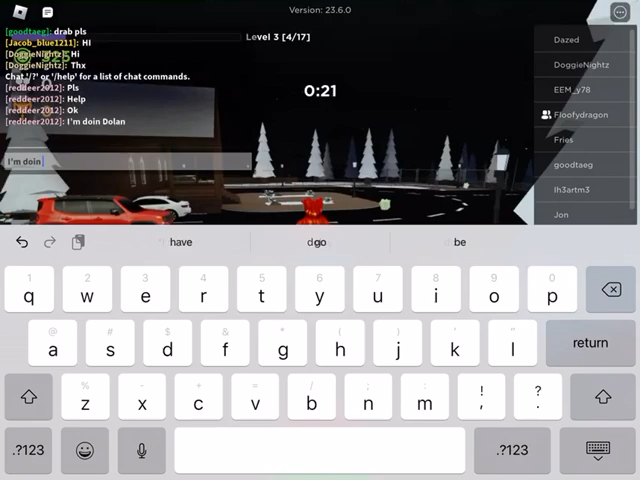 Version: 23.6.0
[goodtaeg]: drab pls
[Jacob_blue1211]: HI
[DoggieNightz]: Hi
[DoggieNightz]: Thx
Chat '/?' or '/help' for a list of chat commands.
[reddeer2012]: Pls
[reddeer2012]: Help
[reddeer2012]: Ok
[reddeer2012]: I'm doin Dolan
Level 3 [4/17]
0:21
I'm doin
Dazed
DoggieNightz
EEM_y78
Floofydragon
Fries
goodtaeg
Jon
have
be
1 2 3 4 5 6 7 8 9 0
q w e r t y u i o p
@ # $ & * ( ) ' "
a s d f g h j k l return
% - + = / ; : ! ?
z x c v b n m , .
.?123 .?123